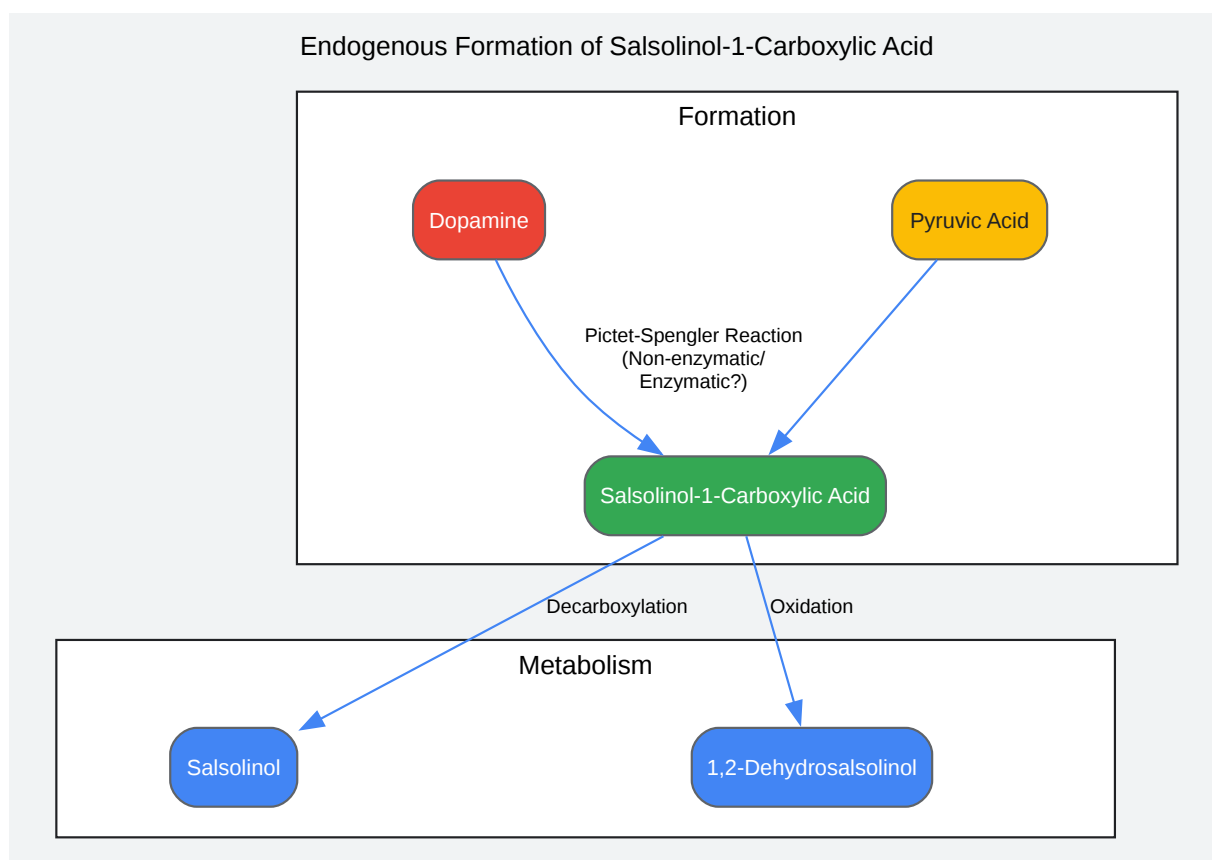 Endogenous Formation of Salsolinol-1-Carboxylic Acid
Formation
Dopamine
Pyruvic Acid
Pictet-Spengler Reaction
(Non-enzymatic/
Enzymatic?)
Salsolinol-1-Carboxylic Acid
Decarboxylation
Oxidation
Metabolism
Salsolinol
1,2-Dehydrosalsolinol